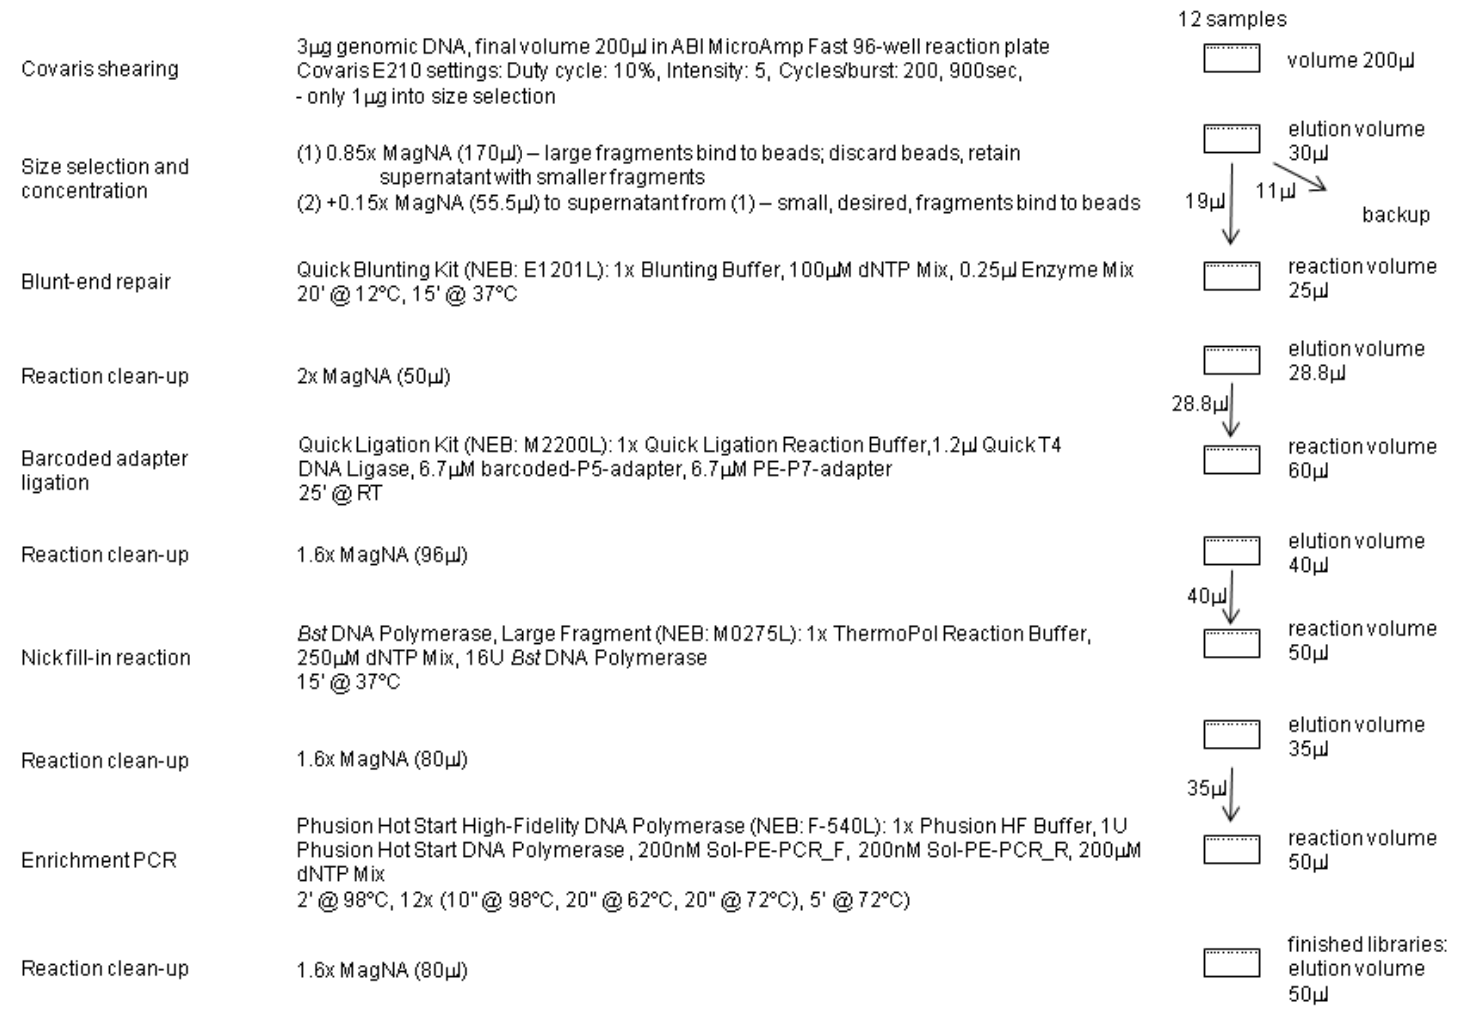 12 samples
Covaris shearing
3µg genomic DNA, final volume 200µl in ABI MicroAmp Fast 96-well reaction plate
Covaris E210 settings: Duty cycle: 10%, Intensity: 5, Cycles/burst: 200, 900sec,
- only 1µg into size selection
volume 200µl
Size selection and
concentration
(1) 0.85x MagNA (170µl) – large fragments bind to beads; discard beads, retain
supernatant with smaller fragments
(2) +0.15x MagNA (55.5µl) to supernatant from (1) – small, desired, fragments bind to beads
elution volume
30µl
19µl
11µl
backup
Blunt-end repair
Quick Blunting Kit (NEB: E1201L): 1x Blunting Buffer, 100µM dNTP Mix, 0.25µl Enzyme Mix
20' @ 12°C, 15' @ 37°C
reaction volume
25µl
Reaction clean-up
2x MagNA (50µl)
elution volume
28.8µl
28.8µl
Barcoded adapter
ligation
Quick Ligation Kit (NEB: M2200L): 1x Quick Ligation Reaction Buffer,1.2µl Quick T4
DNA Ligase, 6.7µM barcoded-P5-adapter, 6.7µM PE-P7-adapter
25' @ RT
reaction volume
60µl
Reaction clean-up
1.6x MagNA (96µl)
elution volume
40µl
40µl
Nick fill-in reaction
Bst DNA Polymerase, Large Fragment (NEB: M0275L): 1x ThermoPol Reaction Buffer,
250µM dNTP Mix, 16U Bst DNA Polymerase
15' @ 37°C
reaction volume
50µl
Reaction clean-up
1.6x MagNA (80µl)
elution volume
35µl
35µl
Enrichment PCR
Phusion Hot Start High-Fidelity DNA Polymerase (NEB: F-540L): 1x Phusion HF Buffer, 1U
Phusion Hot Start DNA Polymerase , 200nM Sol-PE-PCR_F, 200nM Sol-PE-PCR_R, 200µM
dNTP Mix
2' @ 98°C, 12x (10" @ 98°C, 20" @ 62°C, 20" @ 72°C), 5' @ 72°C)
reaction volume
50µl
Reaction clean-up
1.6x MagNA (80µl)
finished libraries:
elution volume
50µl